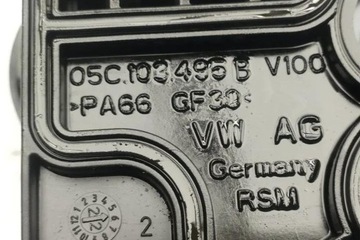 05C.103.495 B V100
>PA66 GF30<
VW AG
Germany
RSM
2